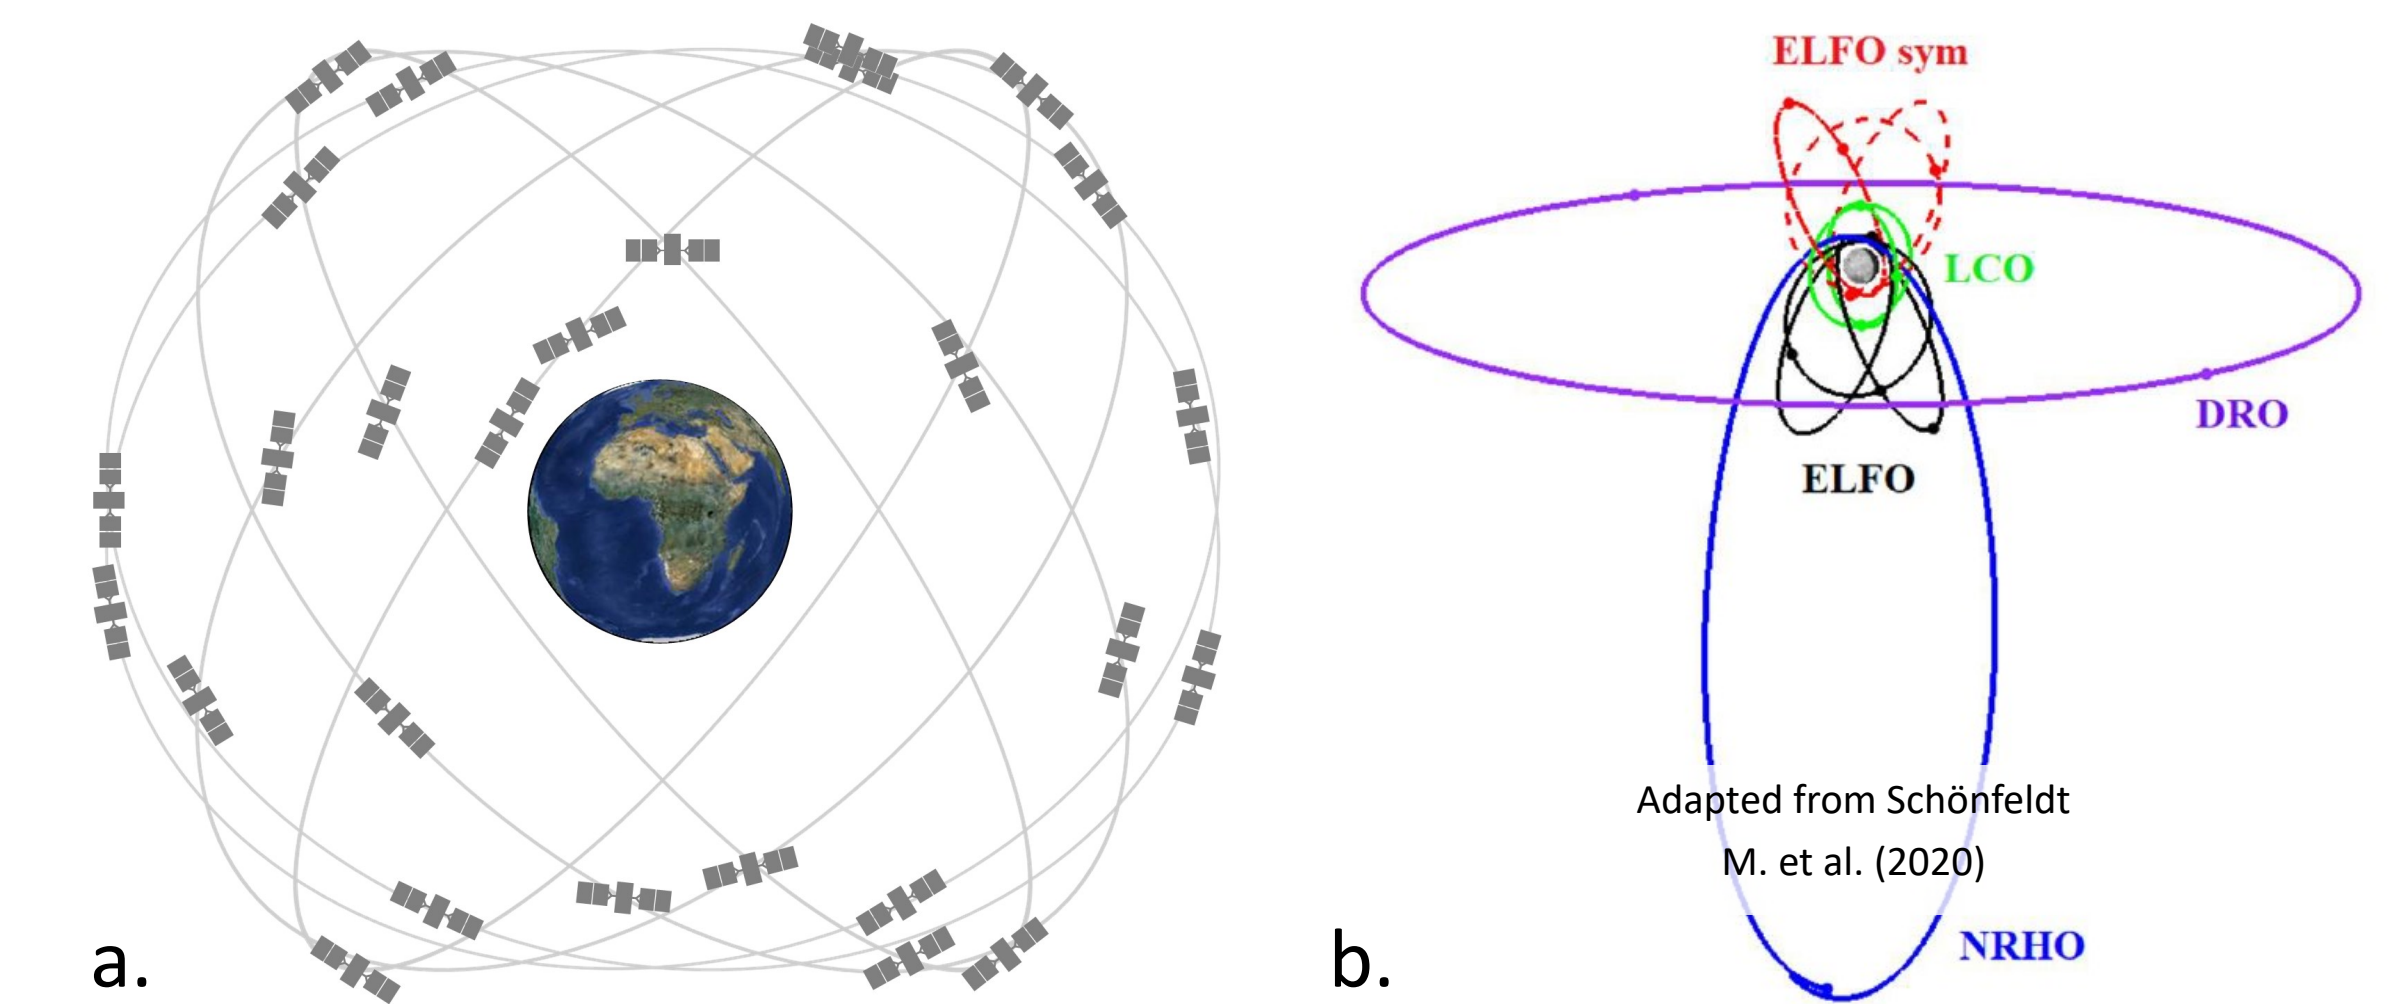 a.
ELFO sym
LCO
DRO
ELFO
Adapted from Schönfeldt
M. et al. (2020)
NRHO
b.